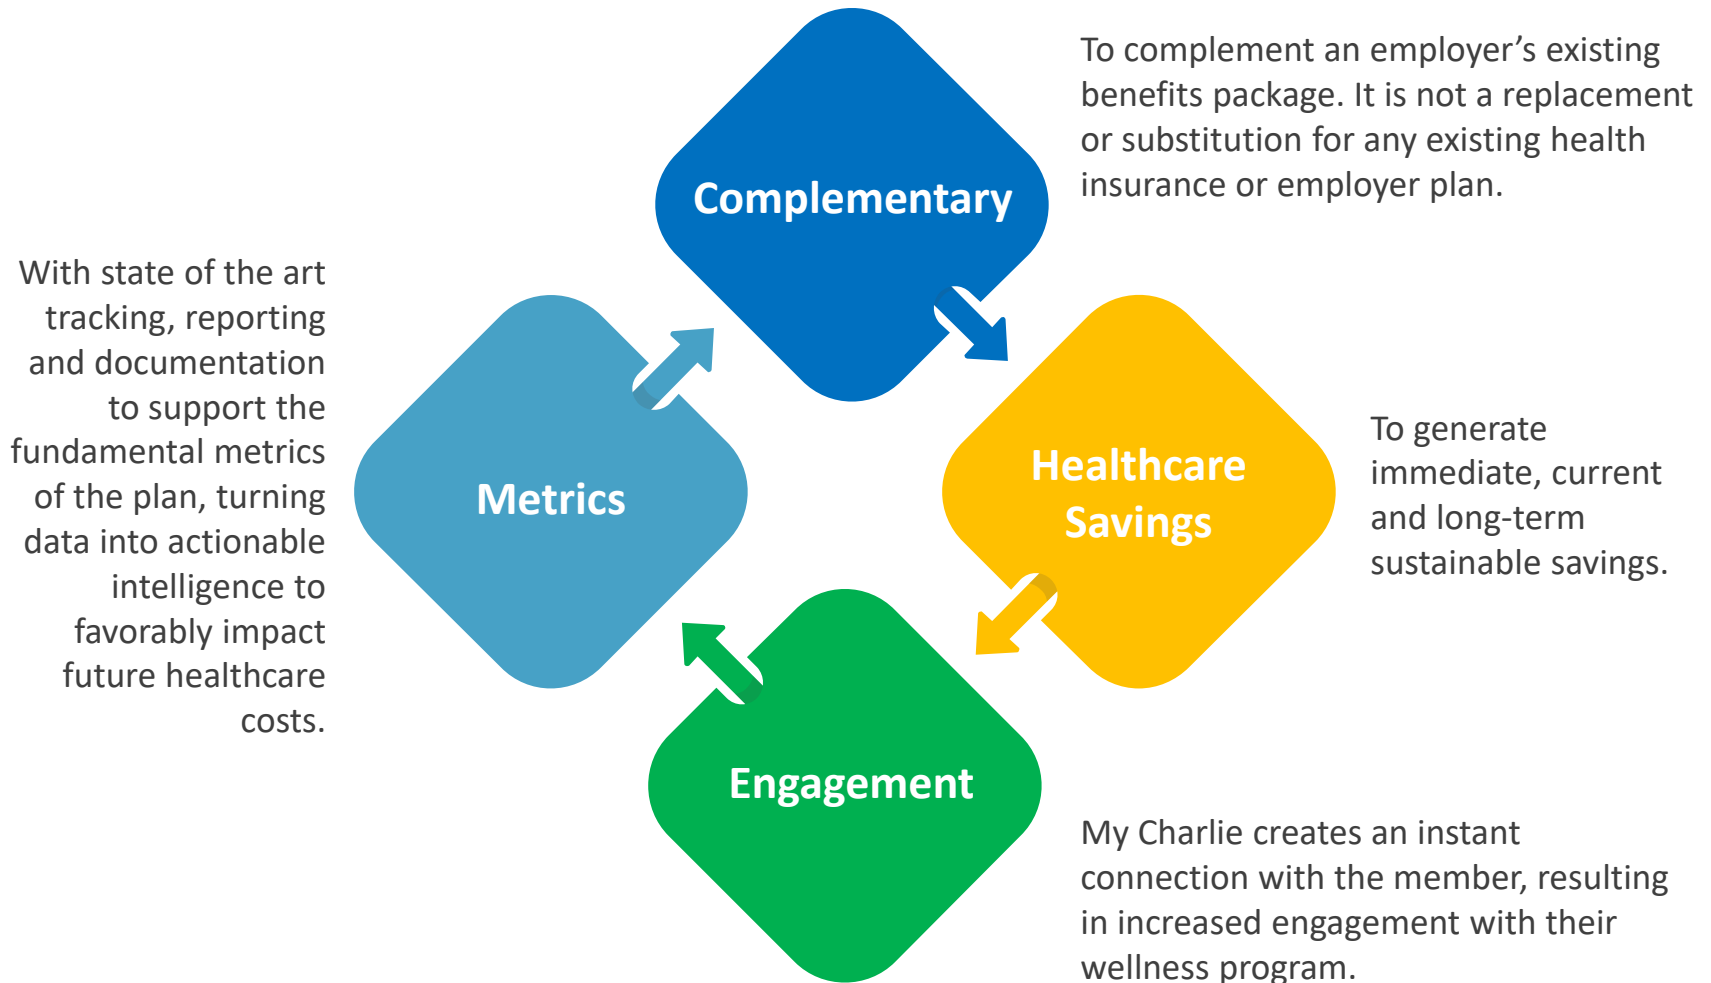 To complement an employer’s existing
benefits package. It is not a replacement
or substitution for any existing health
insurance or employer plan.
Complementary
With state of the art
tracking, reporting
and documentation
to support the
fundamental metrics
of the plan, turning
data into actionable
intelligence to
favorably impact
future healthcare
costs.
Metrics
Healthcare
Savings
To generate
immediate, current
and long-term
sustainable savings.
Engagement
My Charlie creates an instant
connection with the member, resulting
in increased engagement with their
wellness program.